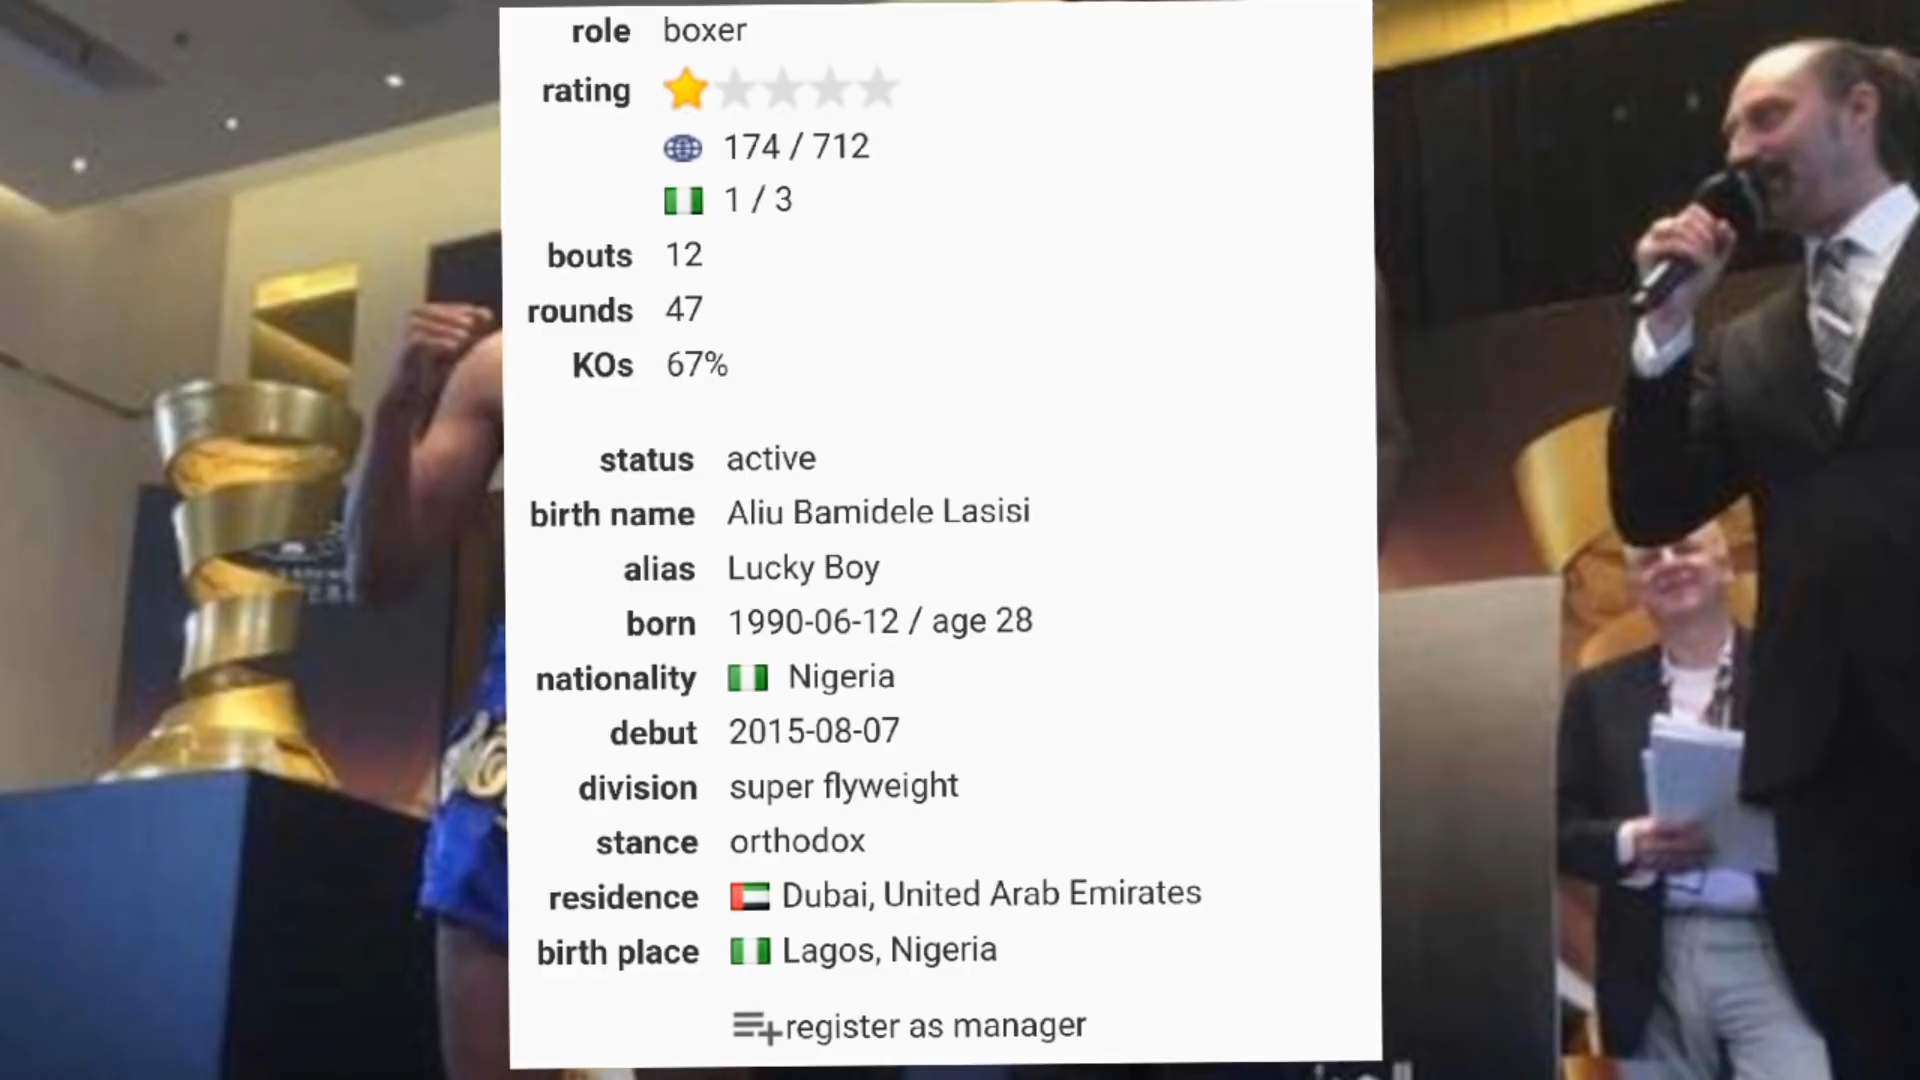 role boxer
rating
174 / 712
1 / 3
bouts 12
rounds 47
KOs 67%
status active
birth name Aliu Bamidele Lasisi
alias Lucky Boy
born 1990-06-12 / age 28
nationality Nigeria
debut 2015-08-07
division super flyweight
stance orthodox
residence Dubai, United Arab Emirates
birth place Lagos, Nigeria
register as manager